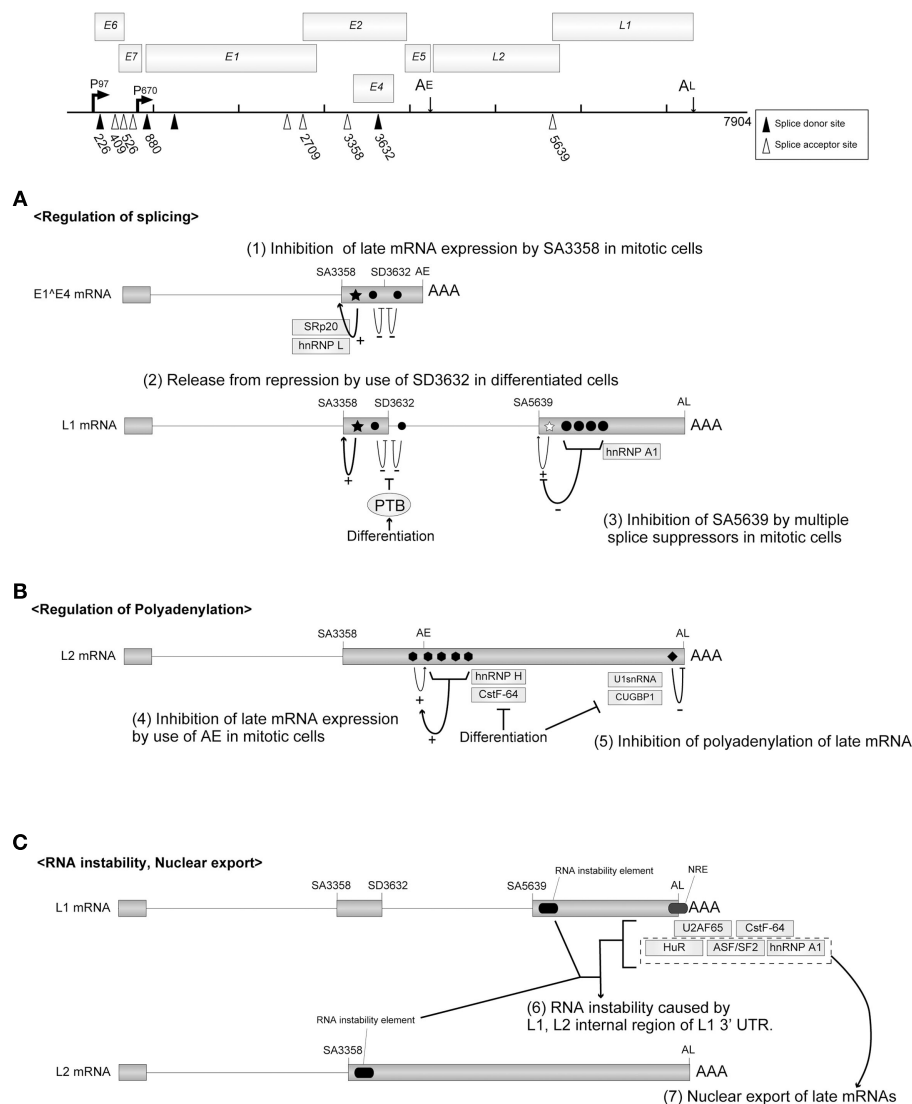 E6
E2
L1
E7
E1
E5
L2
E4
P97
P670
AE
AL
7904
226
409
526
880
2709
3358
3632
5639
Splice donor site
Splice acceptor site
A
<Regulation of splicing>
(1) Inhibition of late mRNA expression by SA3358 in mitotic cells
SA3358 SD3632 AE
E1^E4 mRNA
AAA
SRp20
hnRNP L
+
-
-
(2) Release from repression by use of SD3632 in differentiated cells
SA3358 SD3632 SA5639 AL
L1 mRNA
AAA
hnRNP A1
+
-
-
+
-
PTB
Differentiation
(3) Inhibition of SA5639 by multiple
splice suppressors in mitotic cells
B
<Regulation of Polyadenylation>
SA3358 AE AL
L2 mRNA
AAA
hnRNP H
CstF-64
U1snRNA
CUGBP1
+
-
+
(4) Inhibition of late mRNA expression
by use of AE in mitotic cells
Differentiation
(5) Inhibition of polyadenylation of late mRNA
C
<RNA instability, Nuclear export>
RNA instability element
NRE
SA3358 SD3632 SA5639 AL
L1 mRNA
AAA
U2AF65 CstF-64
HuR ASF/SF2 hnRNP A1
(6) RNA instability caused by
L1, L2 internal region of L1 3' UTR.
RNA instability element
SA3358 AL
L2 mRNA
AAA
(7) Nuclear export of late mRNAs